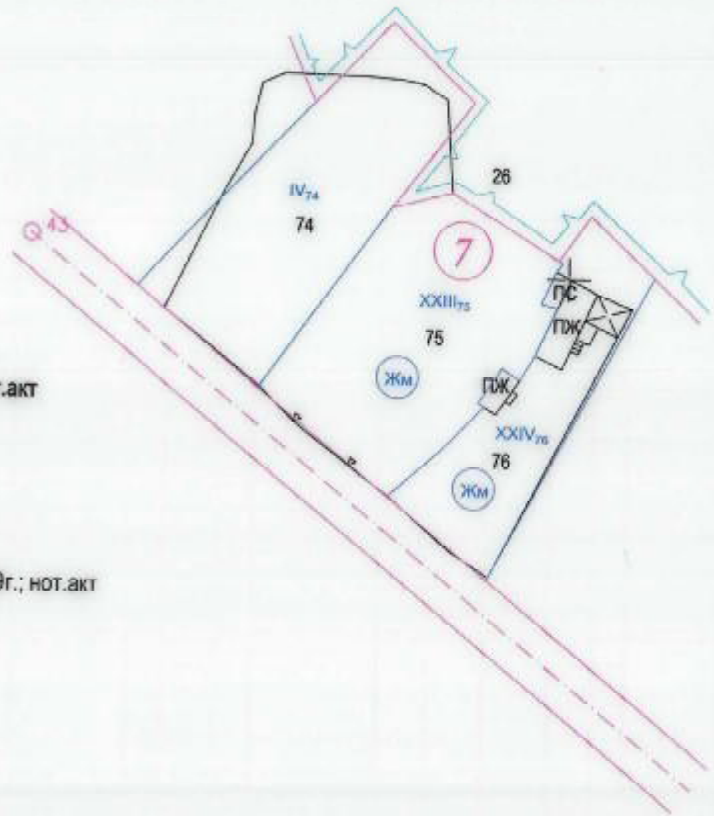 26
IV74
74
Q 43
7
ПС
XXIII75
ПЖ
75
Жм
.акт
ПЖ
XXIV76
76
Жм
г.; нот.акт